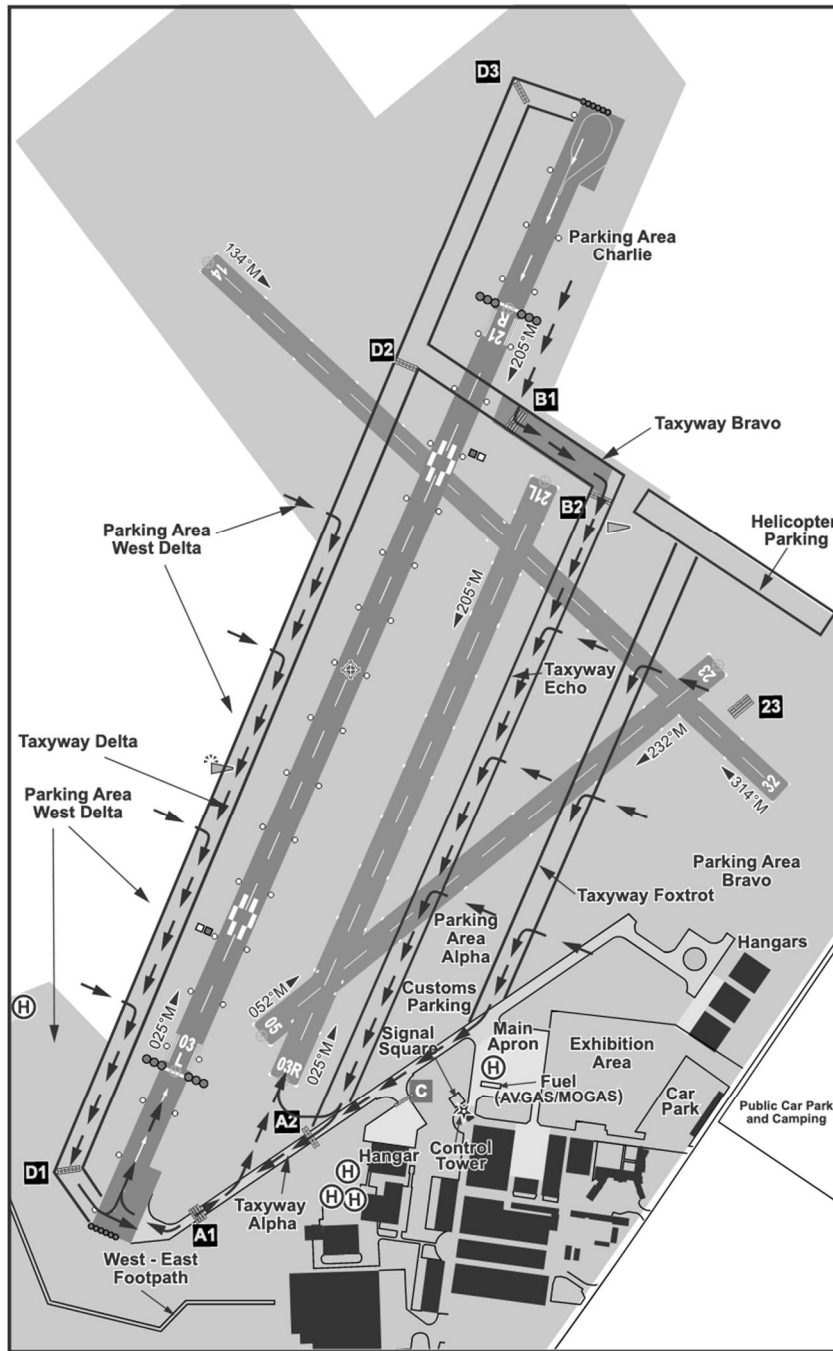 D3
Parking Area
Charlie
134°M
14
21
R
205°M
D2
B1
Taxyway Bravo
21L
B2
Helicopter
Parking
Parking Area
West Delta
205°M
Taxyway
Echo
23
23
232°M
314°M
32
Taxyway Delta
Parking Area
West Delta
Parking Area
Bravo
Taxyway Foxtrot
Parking
Area
Alpha
Hangars
Customs
Parking
H
025°M
052°M
05
Signal
Square
Main
Apron
Exhibition
Area
03
L
03R
025°M
H
Fuel
(AVGAS/MOGAS)
C
Car
Park
Public Car Park
and Camping
A2
D1
Hangar
Control
Tower
H
H
H
Taxyway
Alpha
A1
West - East
Footpath